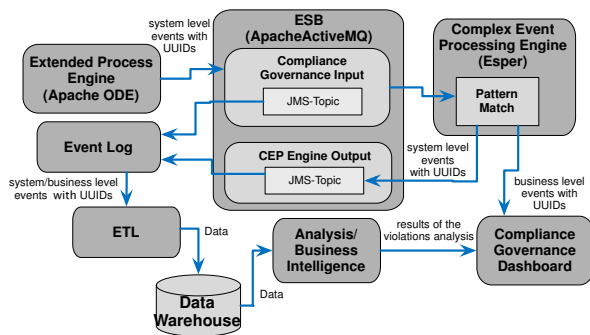 system level
events with
UUIDs
ESB
(ApacheActiveMQ)
Complex Event
Processing Engine
(Esper)
Extended Process
Engine
(Apache ODE)
Compliance
Governance Input
JMS-Topic
Pattern
Match
Event Log
CEP Engine Output
JMS-Topic
system level
events
with UUIDs
system/business level
events with UUIDs
business level
events with
UUIDs
ETL
Data
Analysis/
Business
Intelligence
results of the
violations analysis
Compliance
Governance
Dashboard
Data
Warehouse
Data